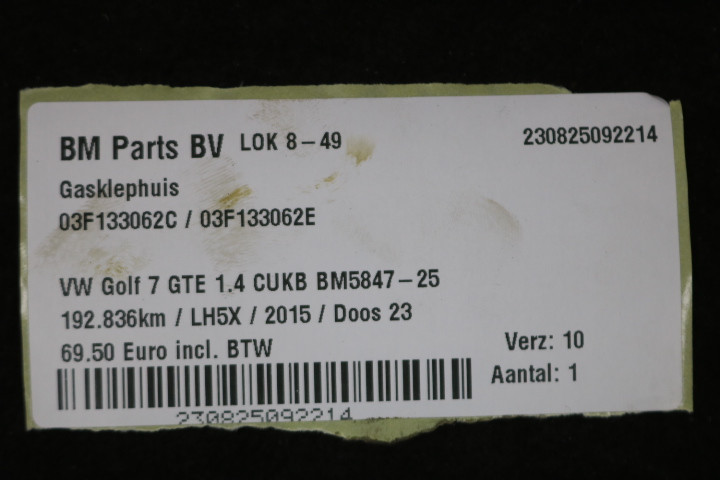 BM Parts BV LOK 8-49 230825092214
Gasklephuis
03F133062C / 03F133062E
VW Golf 7 GTE 1.4 CUKB BM5847-25
192.836km / LH5X / 2015 / Doos 23
69.50 Euro incl. BTW
Verz: 10
Aantal: 1
230825092214